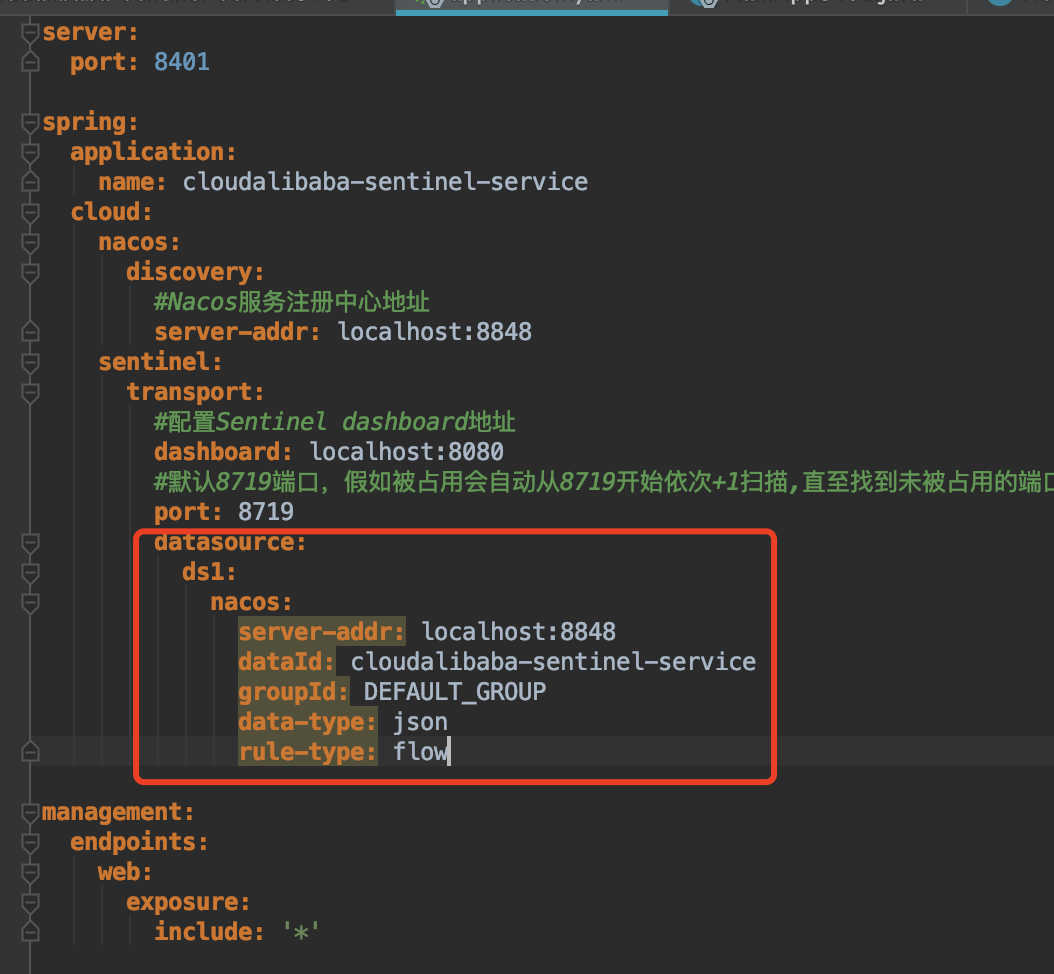 server:
  port: 8401

spring:
  application:
    name: cloudalibaba-sentinel-service
  cloud:
    nacos:
      discovery:
        #Nacos服务注册中心地址
        server-addr: localhost:8848
    sentinel:
      transport:
        #配置Sentinel dashboard地址
        dashboard: localhost:8080
        #默认8719端口，假如被占用会自动从8719开始依次+1扫描,直至找到未被占用的端口
        port: 8719
        datasource:
          ds1:
            nacos:
              server-addr: localhost:8848
              dataId: cloudalibaba-sentinel-service
              groupId: DEFAULT_GROUP
              data-type: json
              rule-type: flow

management:
  endpoints:
    web:
      exposure:
        include: '*'